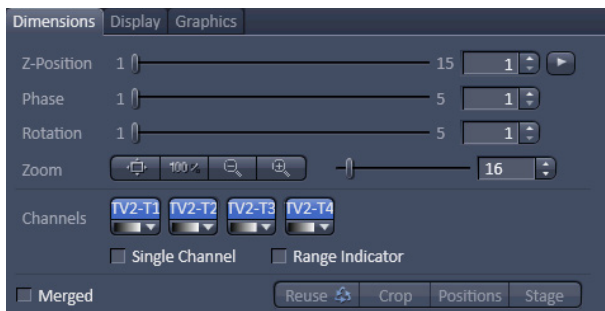 Dimensions Display Graphics
Z-Position 1 15 1
Phase 1 5 1
Rotation 1 5 1
Zoom 100 % 16
Channels TV2-T1 TV2-T2 TV2-T3 TV2-T4
Single Channel Range Indicator
Merged Reuse Crop Positions Stage